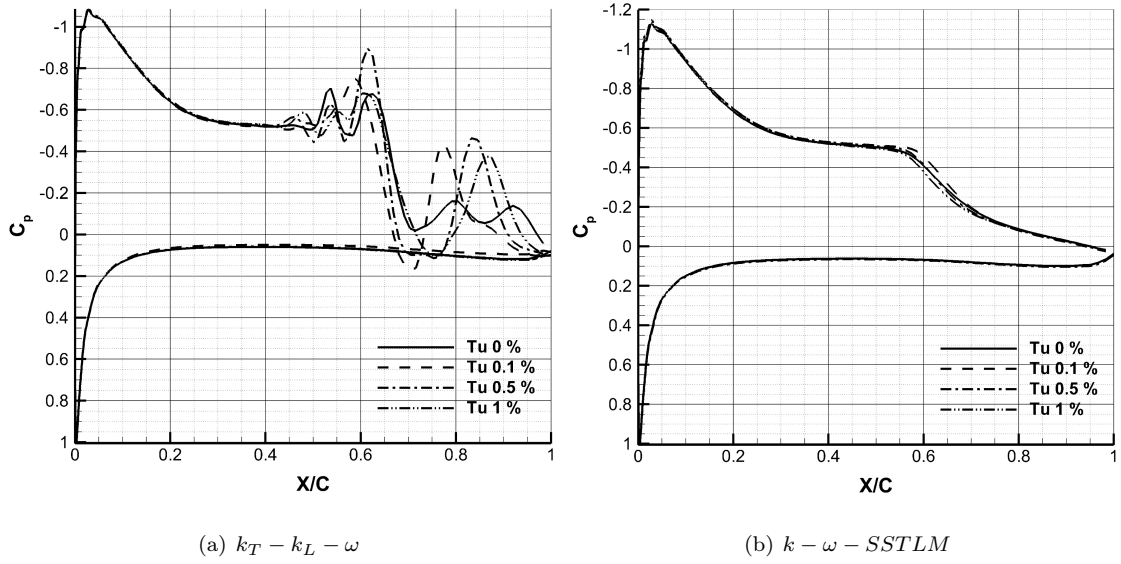 -1
-0.8
-0.6
-0.4
-0.2
0
0.2
0.4
0.6
0.8
1
Cp
0 0.2 0.4 0.6 0.8 1
X/C
Tu 0 %
Tu 0.1 %
Tu 0.5 %
Tu 1 %
(a) k_T − k_L − ω
-1.2
-1
-0.8
-0.6
-0.4
-0.2
0
0.2
0.4
0.6
0.8
1
Cp
0 0.2 0.4 0.6 0.8 1
X/C
Tu 0 %
Tu 0.1 %
Tu 0.5 %
Tu 1 %
(b) k − ω − SSTLM